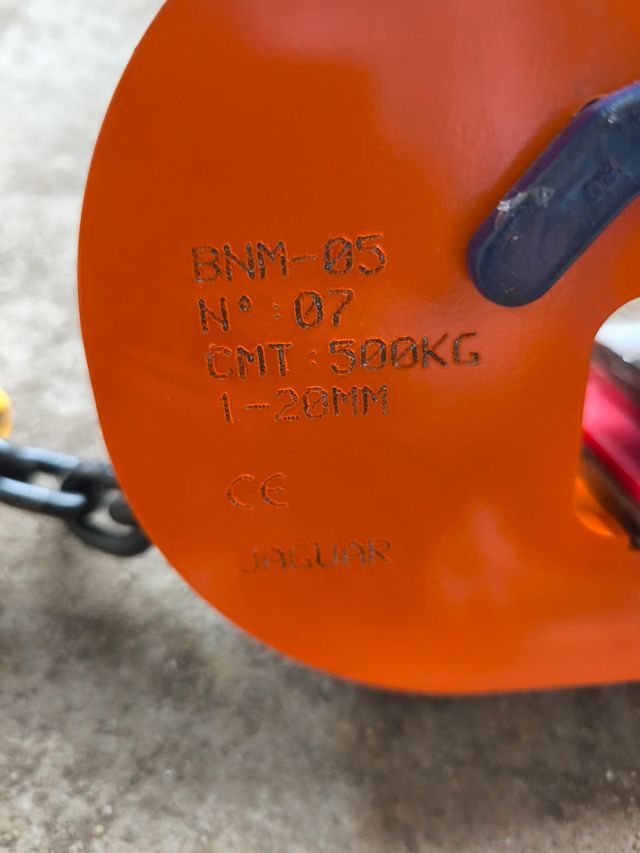 BNM-05
N° : 07
CMT : 500KG
1-20MM
CE
JAGUAR